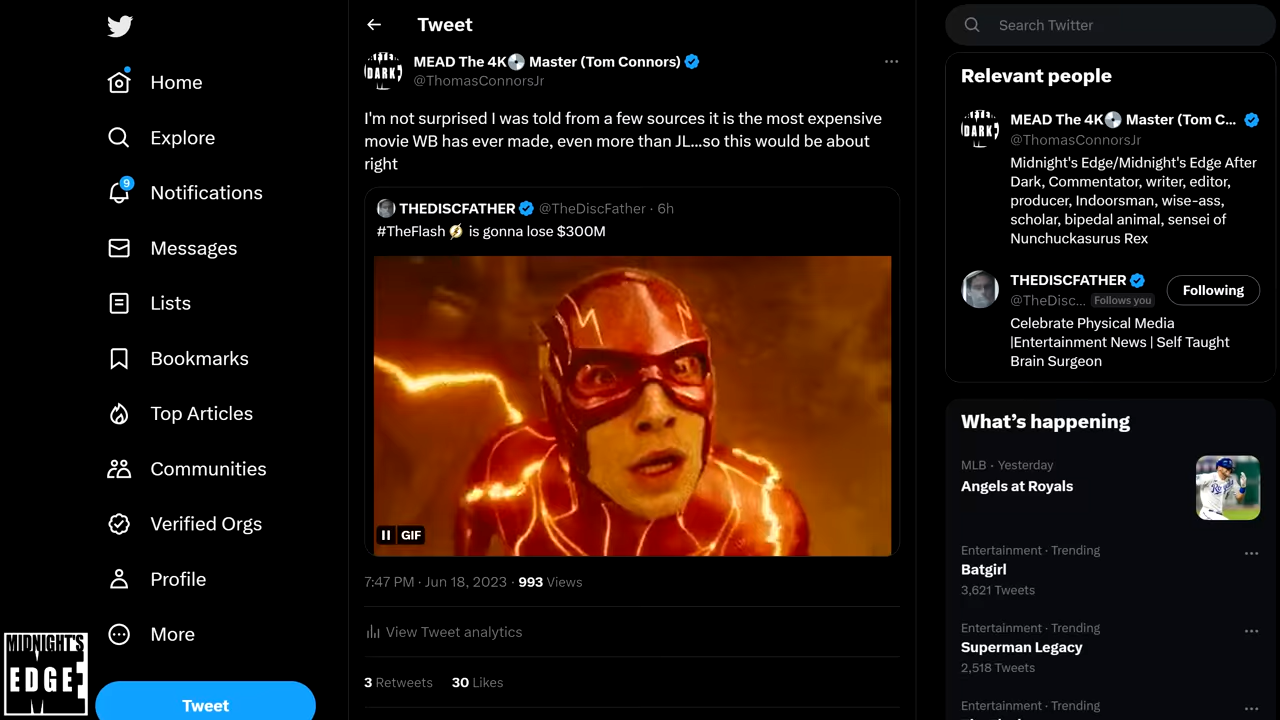 Home
Explore
9
Notifications
Messages
Lists
Bookmarks
Top Articles
Communities
Verified Orgs
Profile
More
Tweet
MIDNIGHT'S
EDGE
Tweet
MEAD The 4K Master (Tom Connors)
@ThomasConnorsJr
I'm not surprised I was told from a few sources it is the most expensive
movie WB has ever made, even more than JL...so this would be about
right
THEDISCFATHER @TheDiscFather · 6h
#TheFlash is gonna lose $300M
GIF
7:47 PM · Jun 18, 2023 · 993 Views
View Tweet analytics
3 Retweets 30 Likes
Search Twitter
Relevant people
MEAD The 4K Master (Tom C...
@ThomasConnorsJr
Midnight's Edge/Midnight's Edge After
Dark, Commentator, writer, editor,
producer, Indoorsman, wise-ass,
scholar, bipedal animal, sensei of
Nunchuckasurus Rex
THEDISCFATHER
@TheDisc... Follows you
Following
Celebrate Physical Media
|Entertainment News | Self Taught
Brain Surgeon
What's happening
MLB · Yesterday
Angels at Royals
Entertainment · Trending
Batgirl
3,621 Tweets
Entertainment · Trending
Superman Legacy
2,518 Tweets
Entertainment · Trending